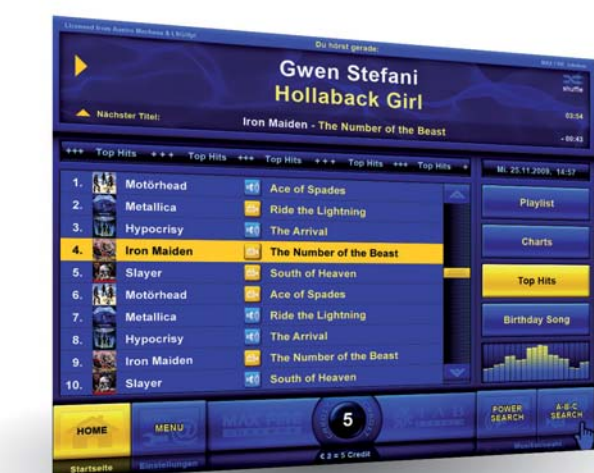 Du hörst gerade:
Gwen Stefani
Hollaback Girl
shuffle
03:54
Nächster Titel:
Iron Maiden - The Number of the Beast
- 00:43
+++ Top Hits +++ Top Hits +++ Top Hits +++ Top Hits +++ Top Hits +
Mi. 25.11.2009, 14:57
1. Motörhead Ace of Spades
2. Metallica Ride the Lightning
3. Hypocrisy The Arrival
4. Iron Maiden The Number of the Beast
5. Slayer South of Heaven
6. Motörhead Ace of Spades
7. Metallica Ride the Lightning
8. Hypocrisy The Arrival
9. Iron Maiden The Number of the Beast
10. Slayer South of Heaven
Playlist
Charts
Top Hits
Birthday Song
HOME
MENU
5
POWER SEARCH
A-B-C SEARCH
€ 2 = 5 Credit
Startseite
Einstellungen